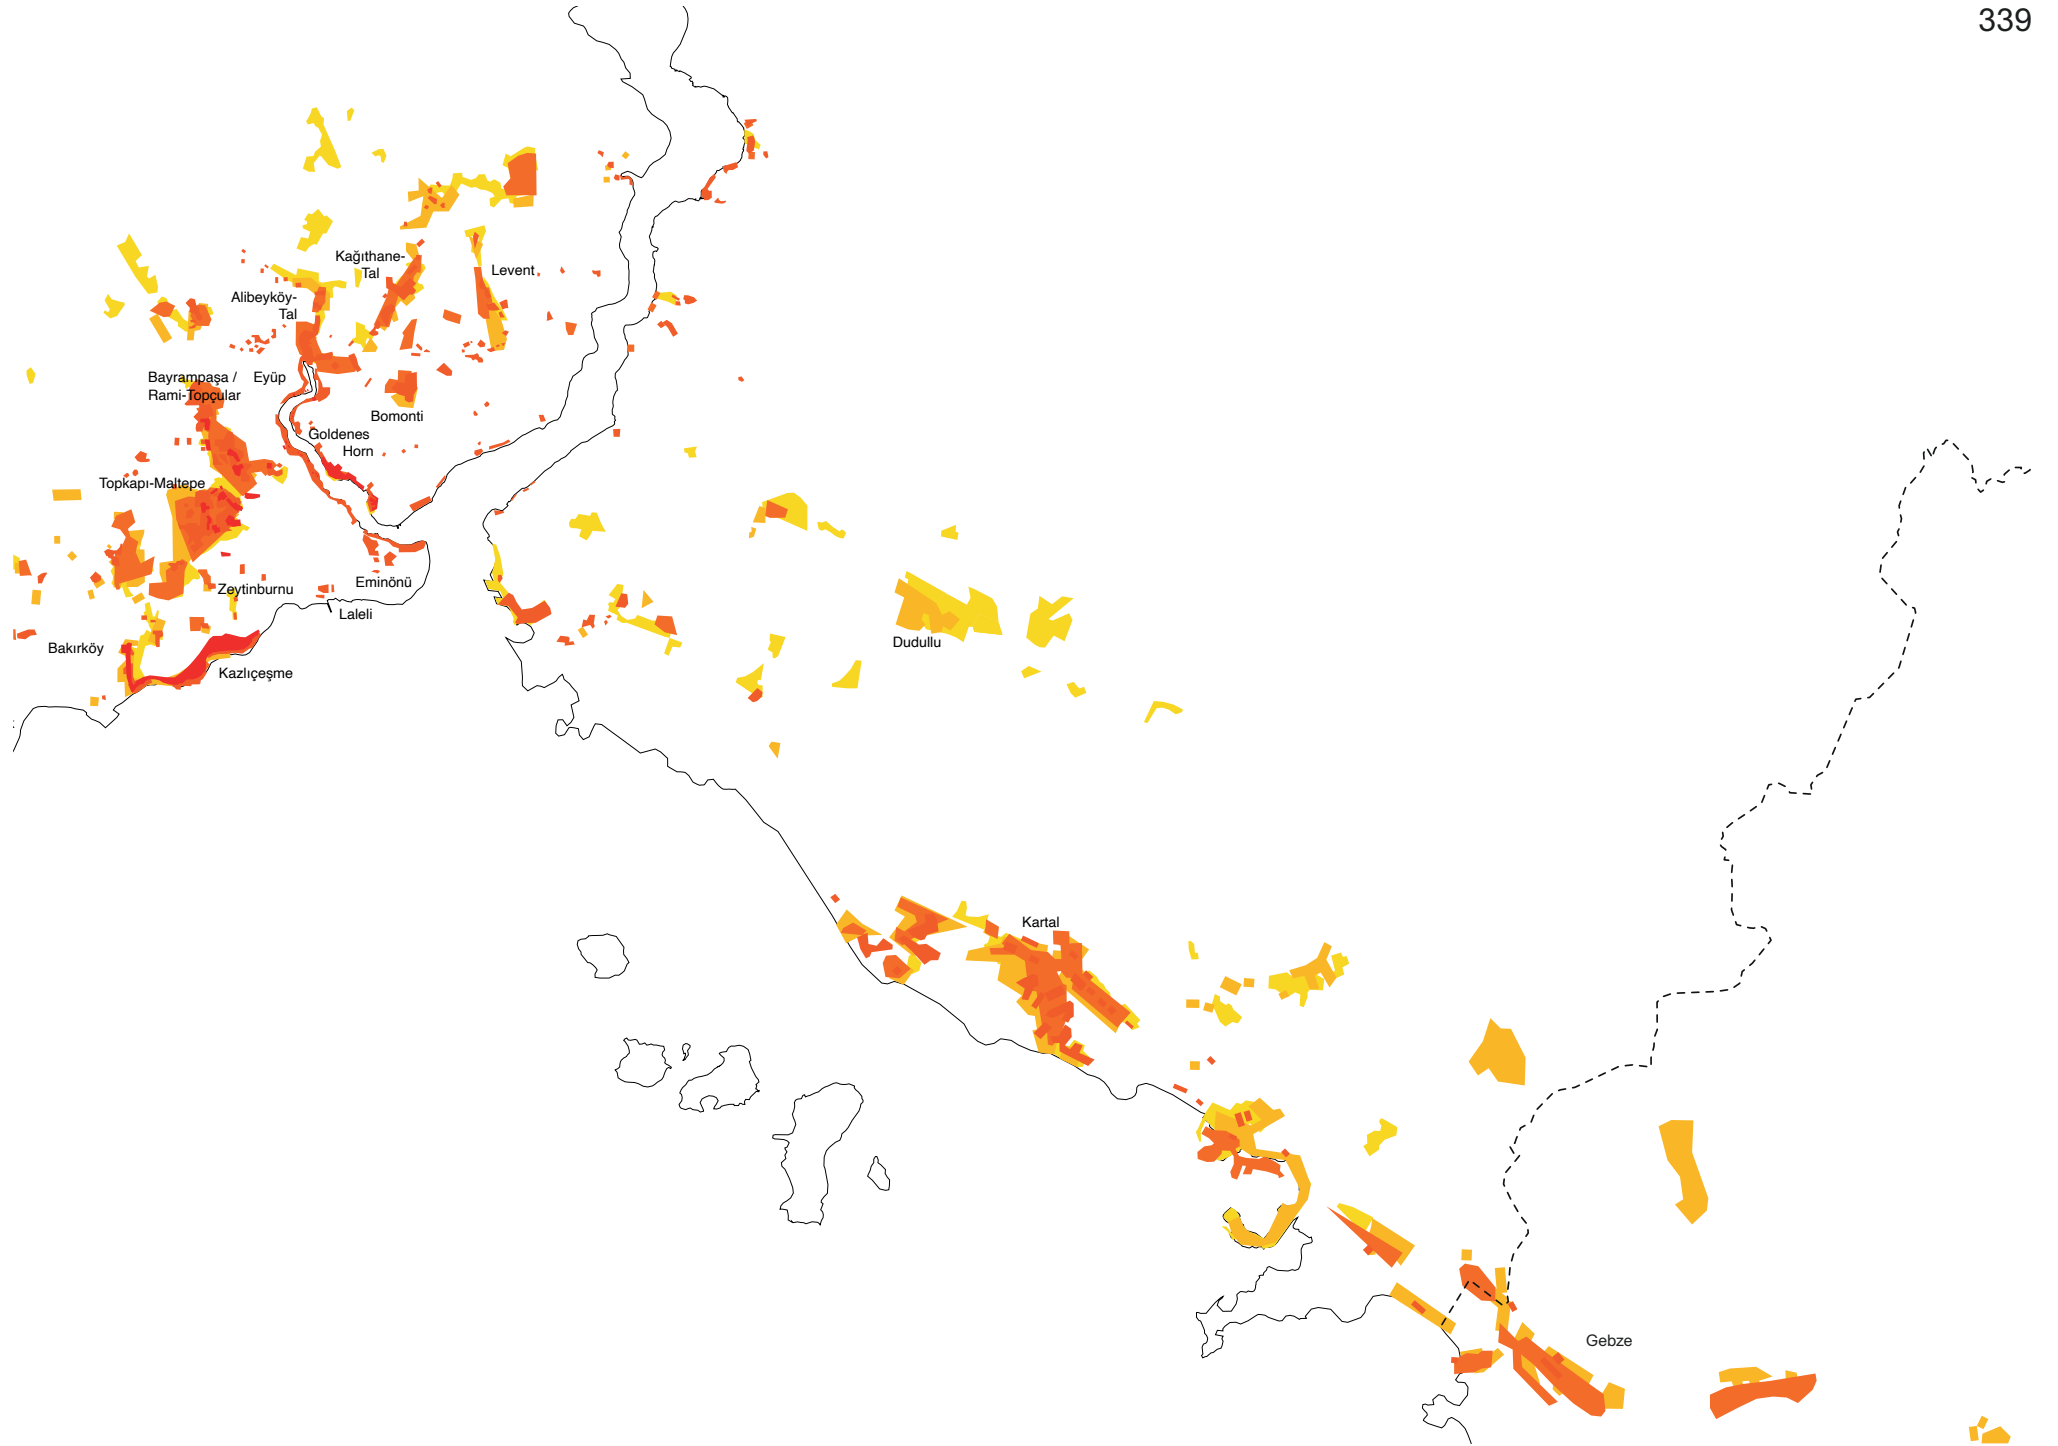 339
Kağıthane-
Tal
Levent
Alibeyköy-
Tal
Bayrampaşa /
Rami-Topçular
Eyüp
Bomonti
Goldenes
Horn
Topkapı-Maltepe
Eminönü
Zeytinburnu
Laleli
Bakırköy
Kazlıçeşme
Dudullu
Kartal
Gebze